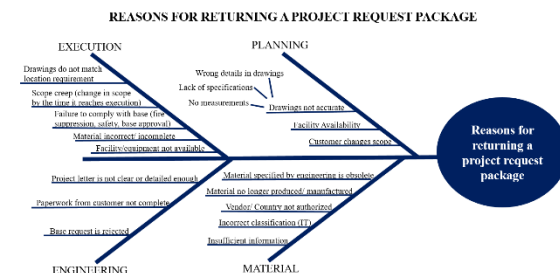 REASONS FOR RETURNING A PROJECT REQUEST PACKAGE
EXECUTION
Drawings do not match
location requirement
Scope creep (change in scope
by the time it reaches execution)
Failure to comply with base (fire
suppression, safety, base approval)
Material incorrect/ incomplete
Facility/equipment not available
PLANNING
Wrong details in drawings
Lack of specifications
No measurements
Drawings not accurate
Facility Availability
Customer changes scope
Reasons for
returning a
project request
package
Project letter is not clear or detailed enough
Paperwork from customer not complete
Base request is rejected
ENGINEERING
Material specified by engineering is obsolete
Material no longer produced/ manufactured
Vendor/ Country not authorized
Incorrect classification (IT)
Insufficient information
MATERIAL